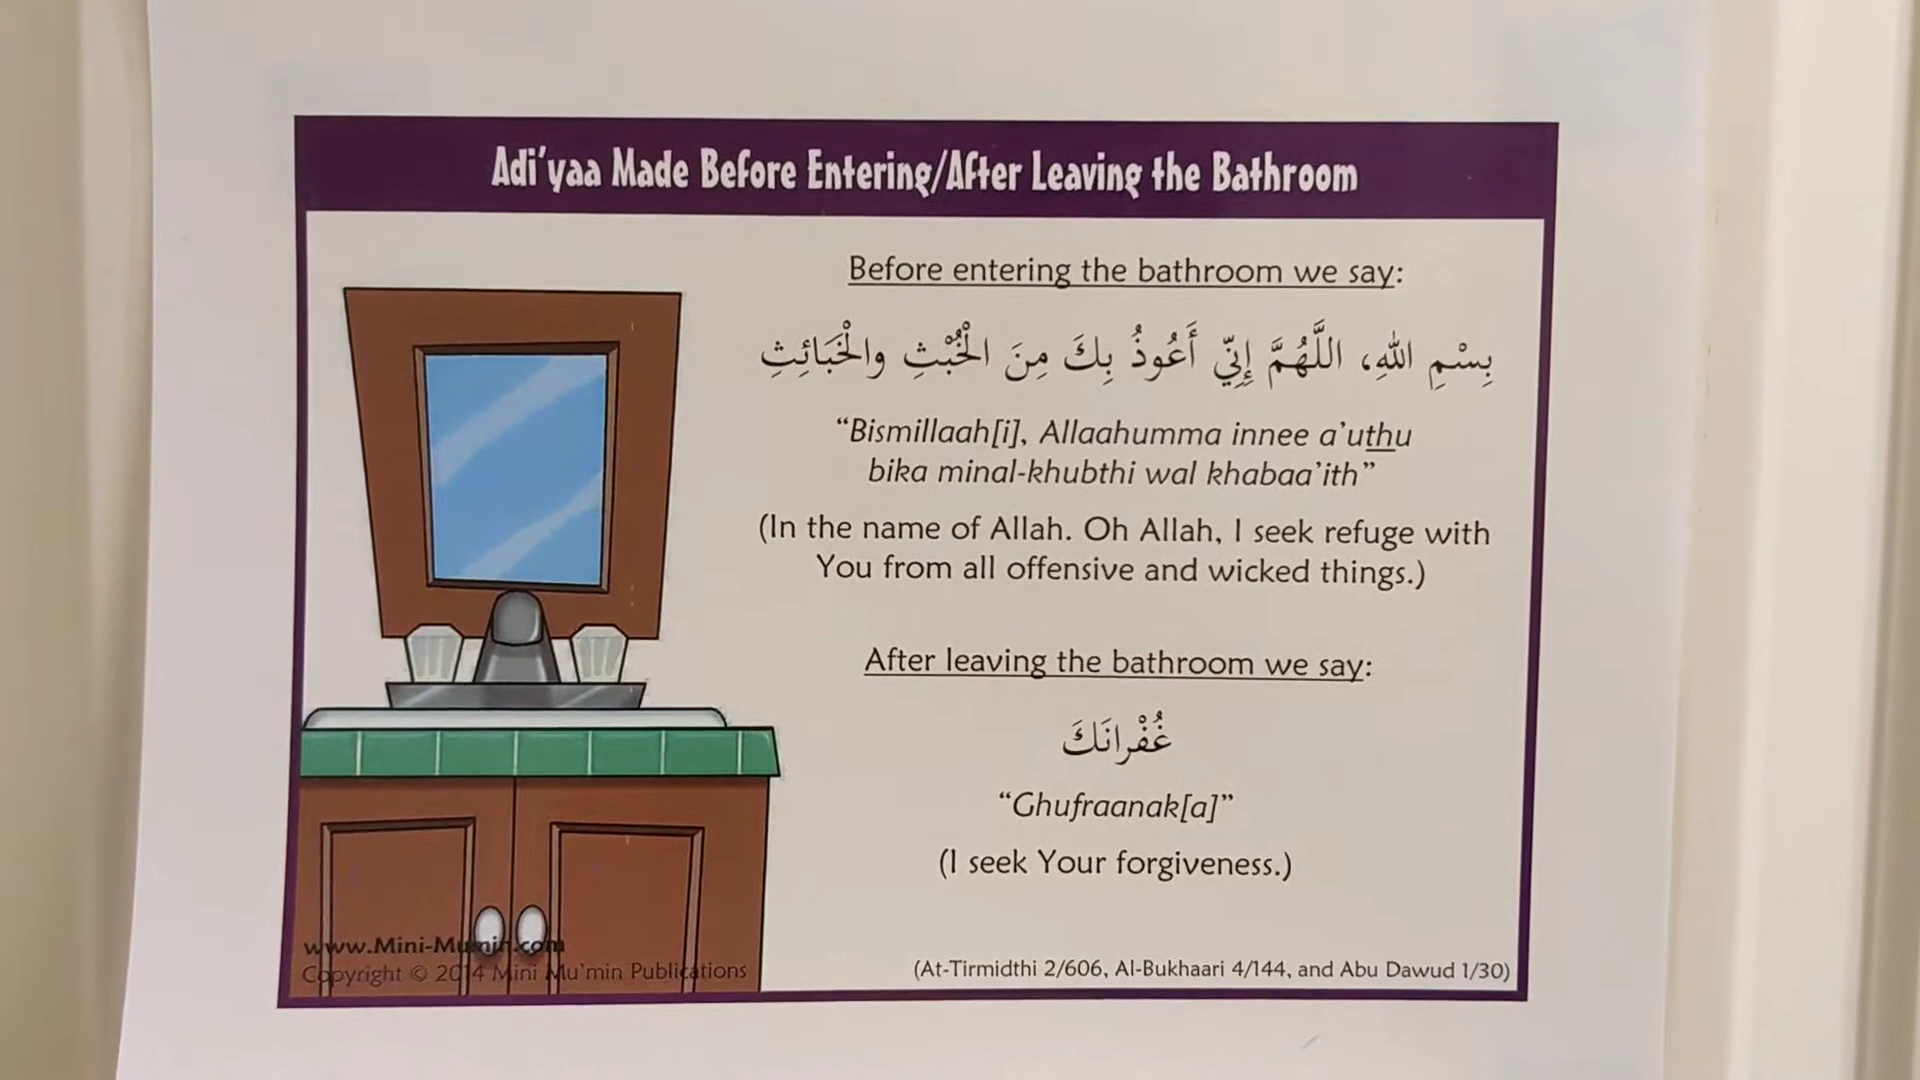 Adi'yaa Made Before Entering/After Leaving the Bathroom
Before entering the bathroom we say:
بِسْمِ اللهِ، اللَّهُمَّ إِنِّي أَعُوذُ بِكَ مِنَ الْخُبْثِ والْخَبَائِثِ
“Bismillaah[i], Allaahumma innee a’uthu
bika minal-khubthi wal khabaa’ith”
(In the name of Allah. Oh Allah, I seek refuge with
You from all offensive and wicked things.)
After leaving the bathroom we say:
غُفْرانَكَ
“Ghufraanak[a]”
(I seek Your forgiveness.)
www.Mini-Mumin.com
Copyright © 2014 Mini Mu`min Publications
(At-Tirmidthi 2/606, Al-Bukhaari 4/144, and Abu Dawud 1/30)